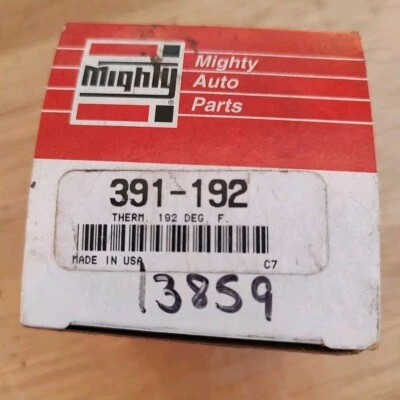 Mighty
®
Mighty
Auto
Parts
391-192
THERM. 192 DEG. F.
MADE IN USA C7
13859